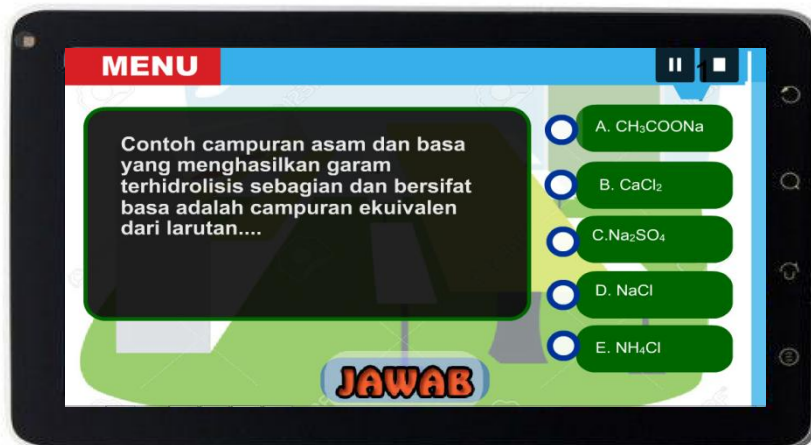 MENU
1
Contoh campuran asam dan basa
yang menghasilkan garam
terhidrolisis sebagian dan bersifat
basa adalah campuran ekuivalen
dari larutan....
A. CH₃COONa
B. CaCl₂
C.Na₂SO₄
D. NaCl
E. NH₄Cl
JAWAB